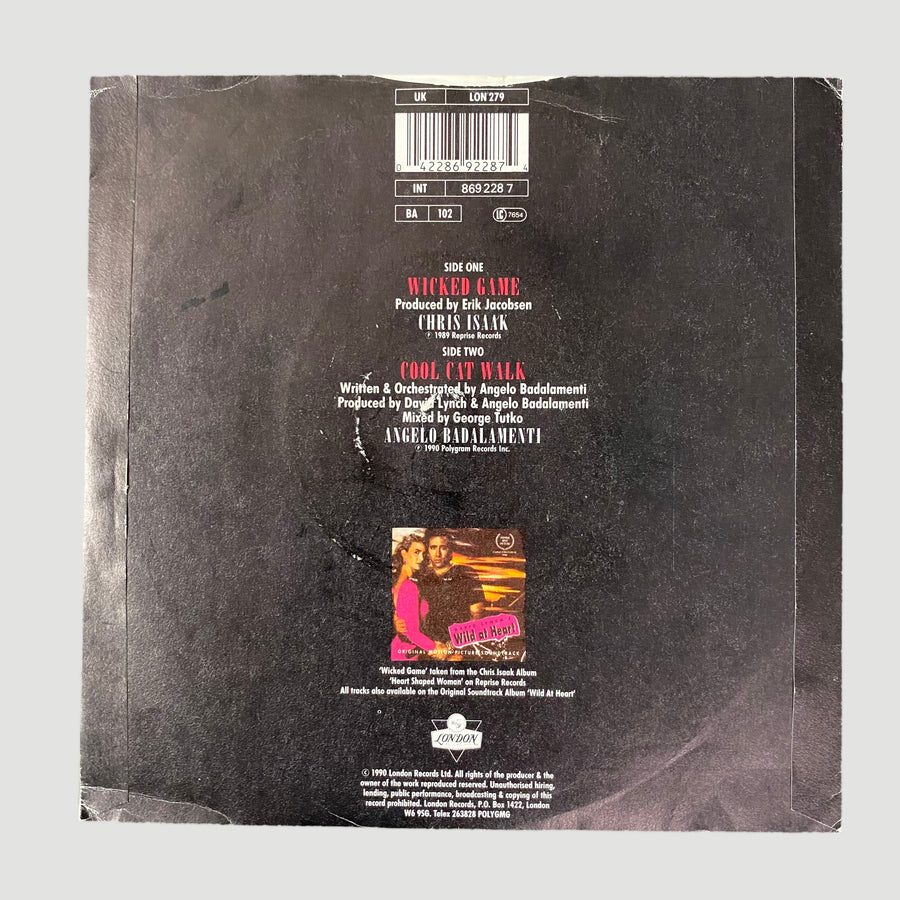 UK LON 279
0 42286 92287 4
INT 869 228 7
BA 102 LC 7654
SIDE ONE
WICKED GAME
Produced by Erik Jacobsen
CHRIS ISAAK
℗ 1989 Reprise Records
SIDE TWO
COOL CAT WALK
Written & Orchestrated by Angelo Badalamenti
Produced by David Lynch & Angelo Badalamenti
Mixed by George Tutko
ANGELO BADALAMENTI
℗ 1990 Polygram Records Inc.
DAVID LYNCH'S
Wild at Heart
ORIGINAL MOTION PICTURE SOUNDTRACK
'Wicked Game' taken from the Chris Isaak Album
'Heart Shaped Woman' on Reprise Records
All tracks also available on the Original Soundtrack Album 'Wild At Heart'
LONDON
© 1990 London Records Ltd. All rights of the producer & the
owner of the work reproduced reserved. Unauthorised hiring,
lending, public performance, broadcasting & copying of this
record prohibited. London Records, P.O. Box 1422, London
W6 9SG. Telex 263828 POLYGMG